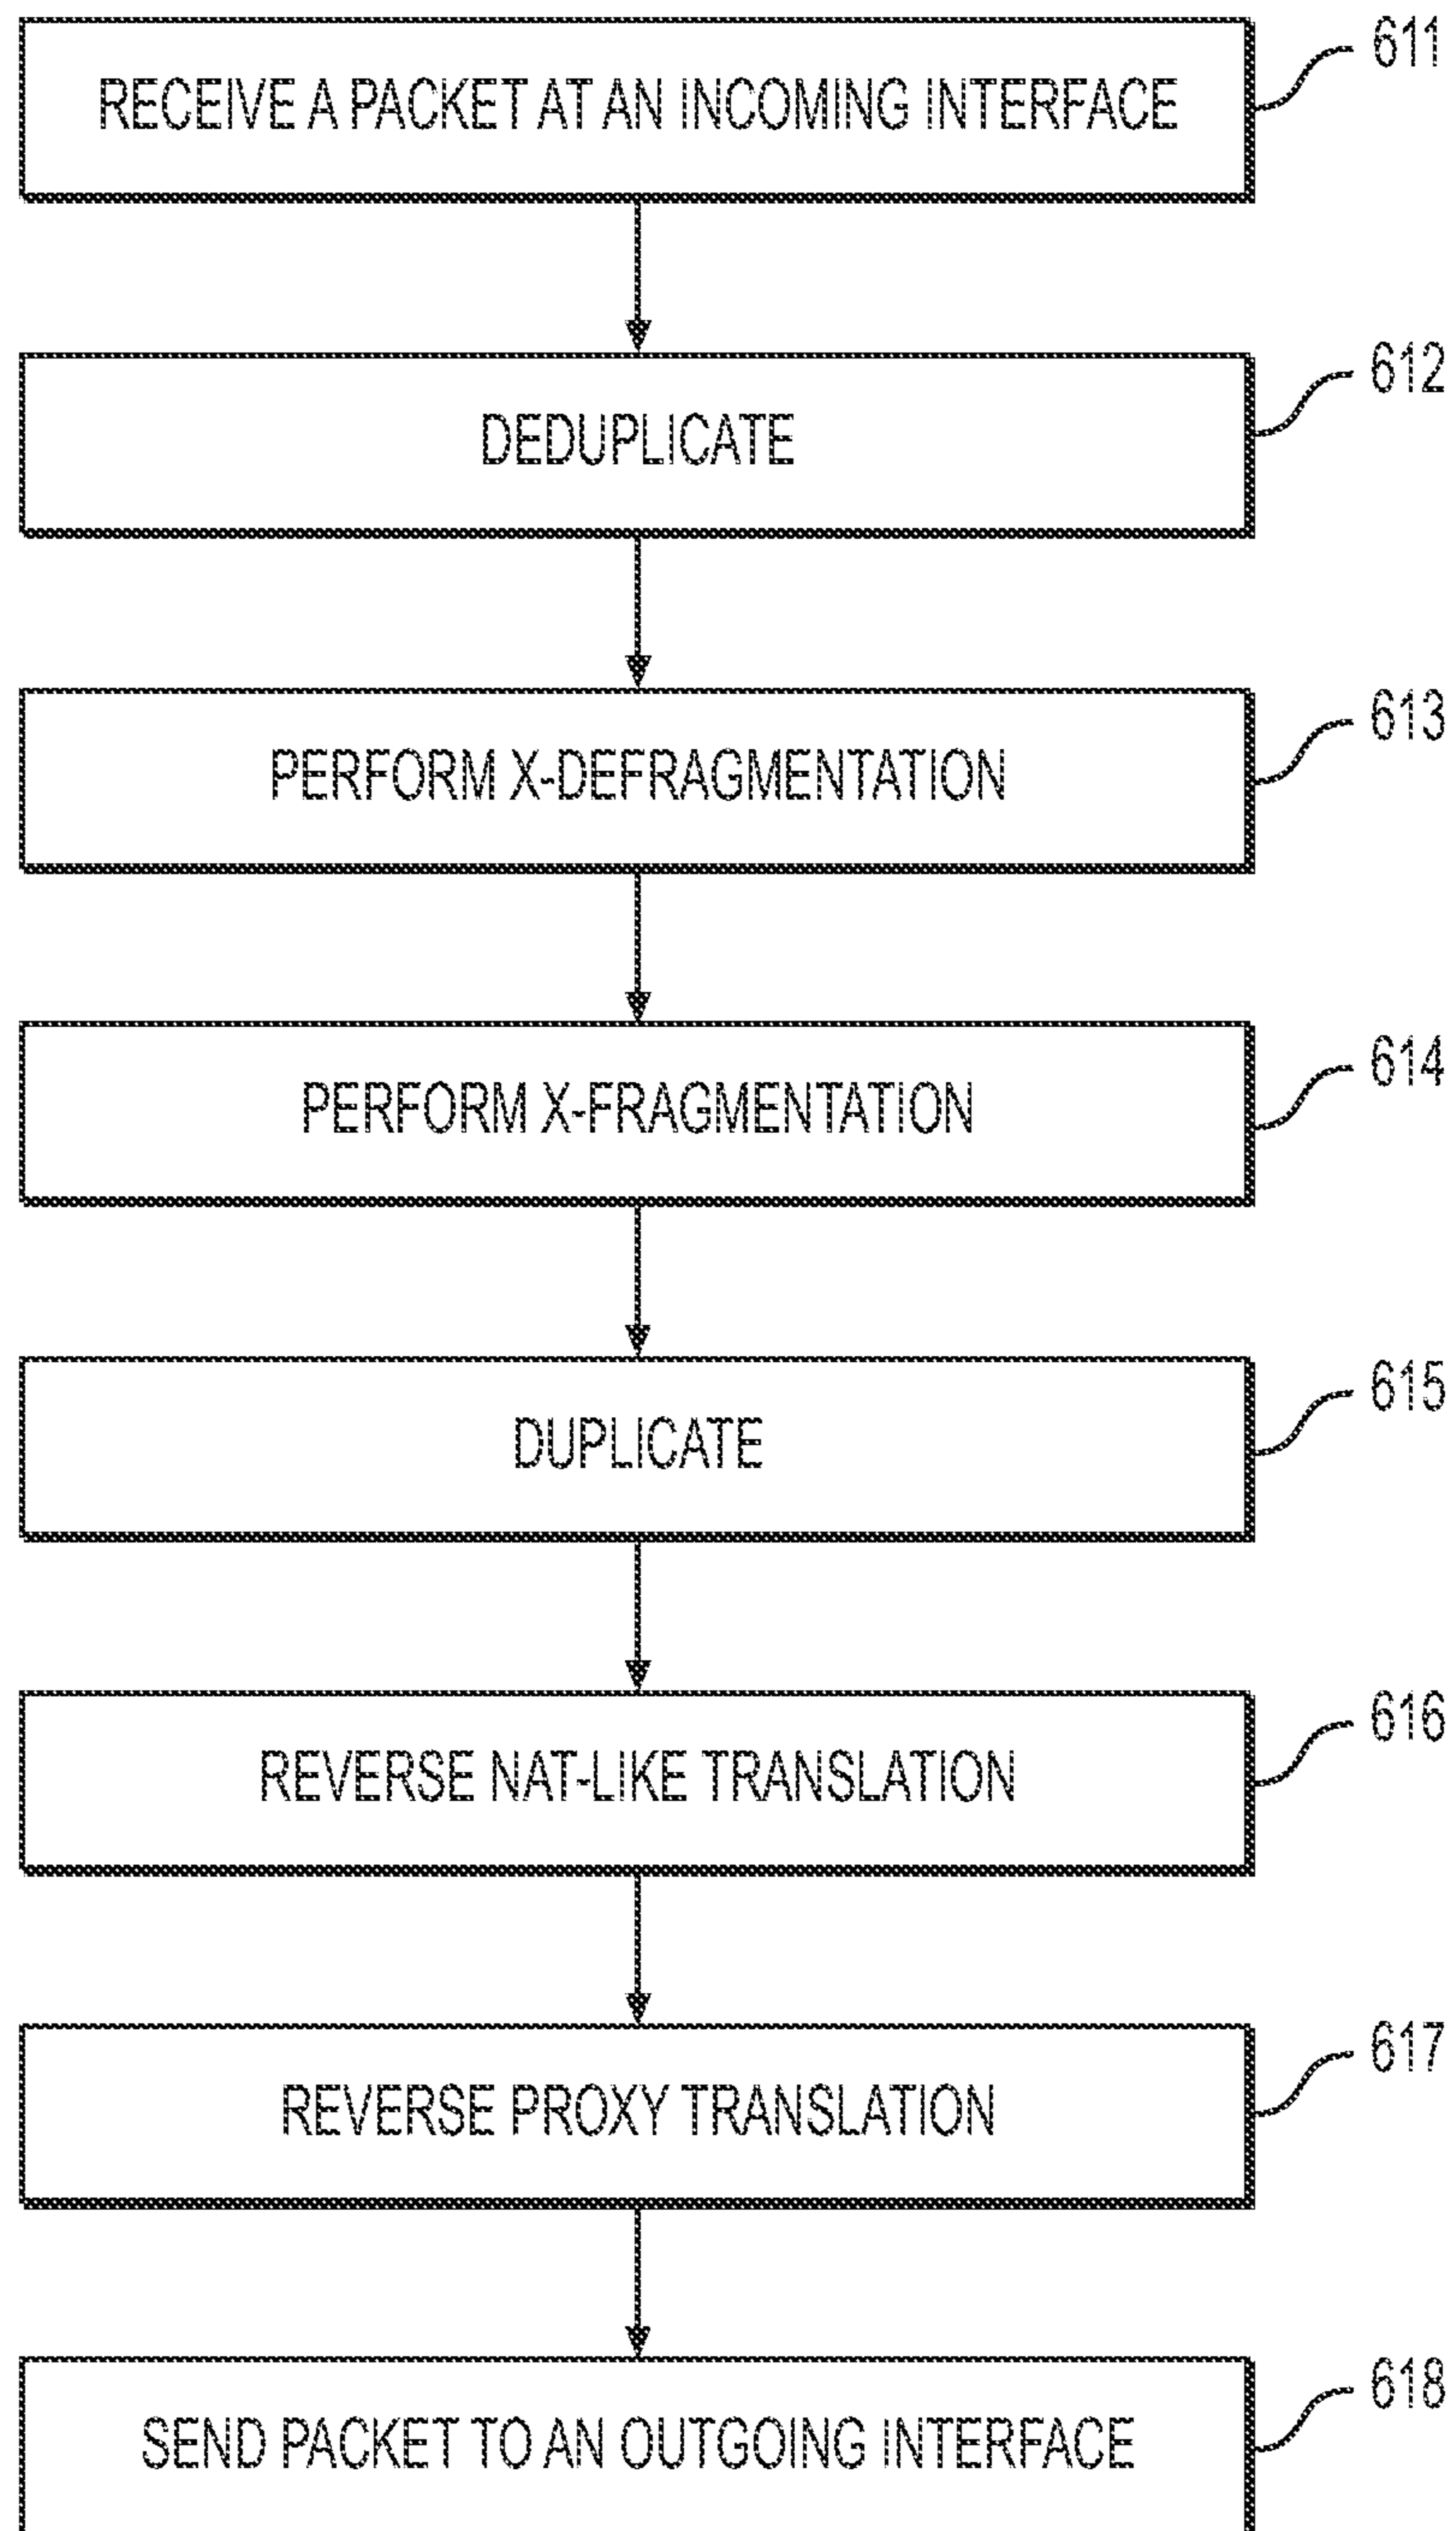 RECEIVE A PACKET AT AN INCOMING INTERFACE
611
DEDUPLICATE
612
PERFORM X-DEFRAGMENTATION
613
PERFORM X-FRAGMENTATION
614
DUPLICATE
615
REVERSE NAT-LIKE TRANSLATION
616
REVERSE PROXY TRANSLATION
617
SEND PACKET TO AN OUTGOING INTERFACE
618